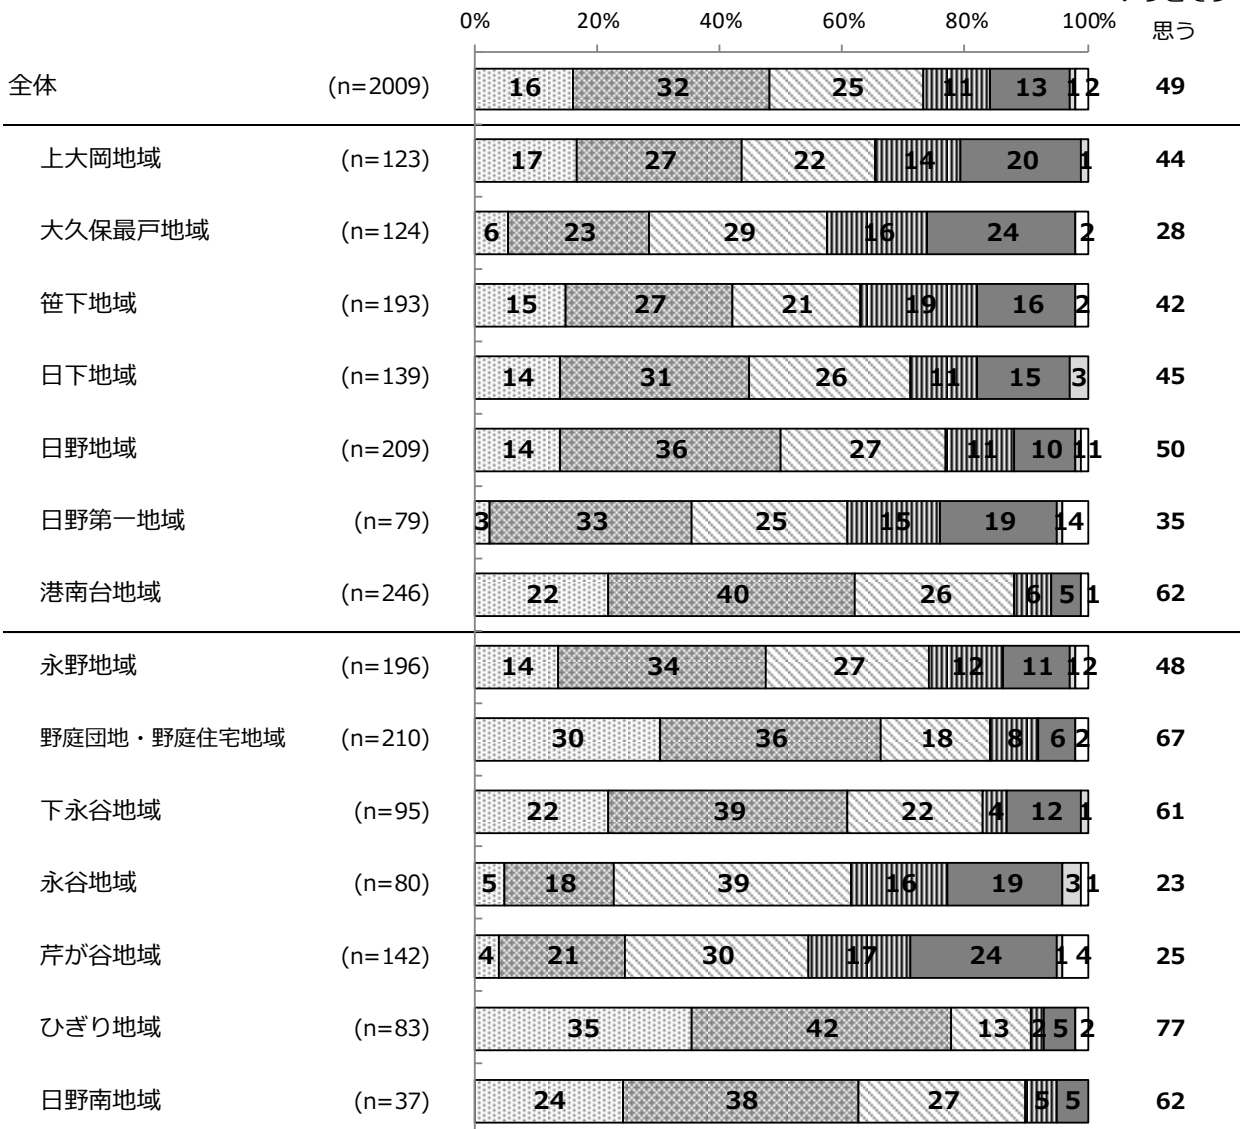 0% 20% 40% 60% 80% 100%
思う
全体 (n=2009) 16 32 25 11 13 1 2 49
上大岡地域 (n=123) 17 27 22 14 20 1 44
大久保最戸地域 (n=124) 6 23 29 16 24 2 28
笹下地域 (n=193) 15 27 21 19 16 2 42
日下地域 (n=139) 14 31 26 11 15 3 45
日野地域 (n=209) 14 36 27 11 10 1 1 50
日野第一地域 (n=79) 3 33 25 15 19 1 4 35
港南台地域 (n=246) 22 40 26 6 5 1 62
永野地域 (n=196) 14 34 27 12 11 1 2 48
野庭団地・野庭住宅地域 (n=210) 30 36 18 8 6 2 67
下永谷地域 (n=95) 22 39 22 4 12 1 61
永谷地域 (n=80) 5 18 39 16 19 3 1 23
芹が谷地域 (n=142) 4 21 30 17 24 1 4 25
ひぎり地域 (n=83) 35 42 13 2 5 2 77
日野南地域 (n=37) 24 38 27 5 5 62